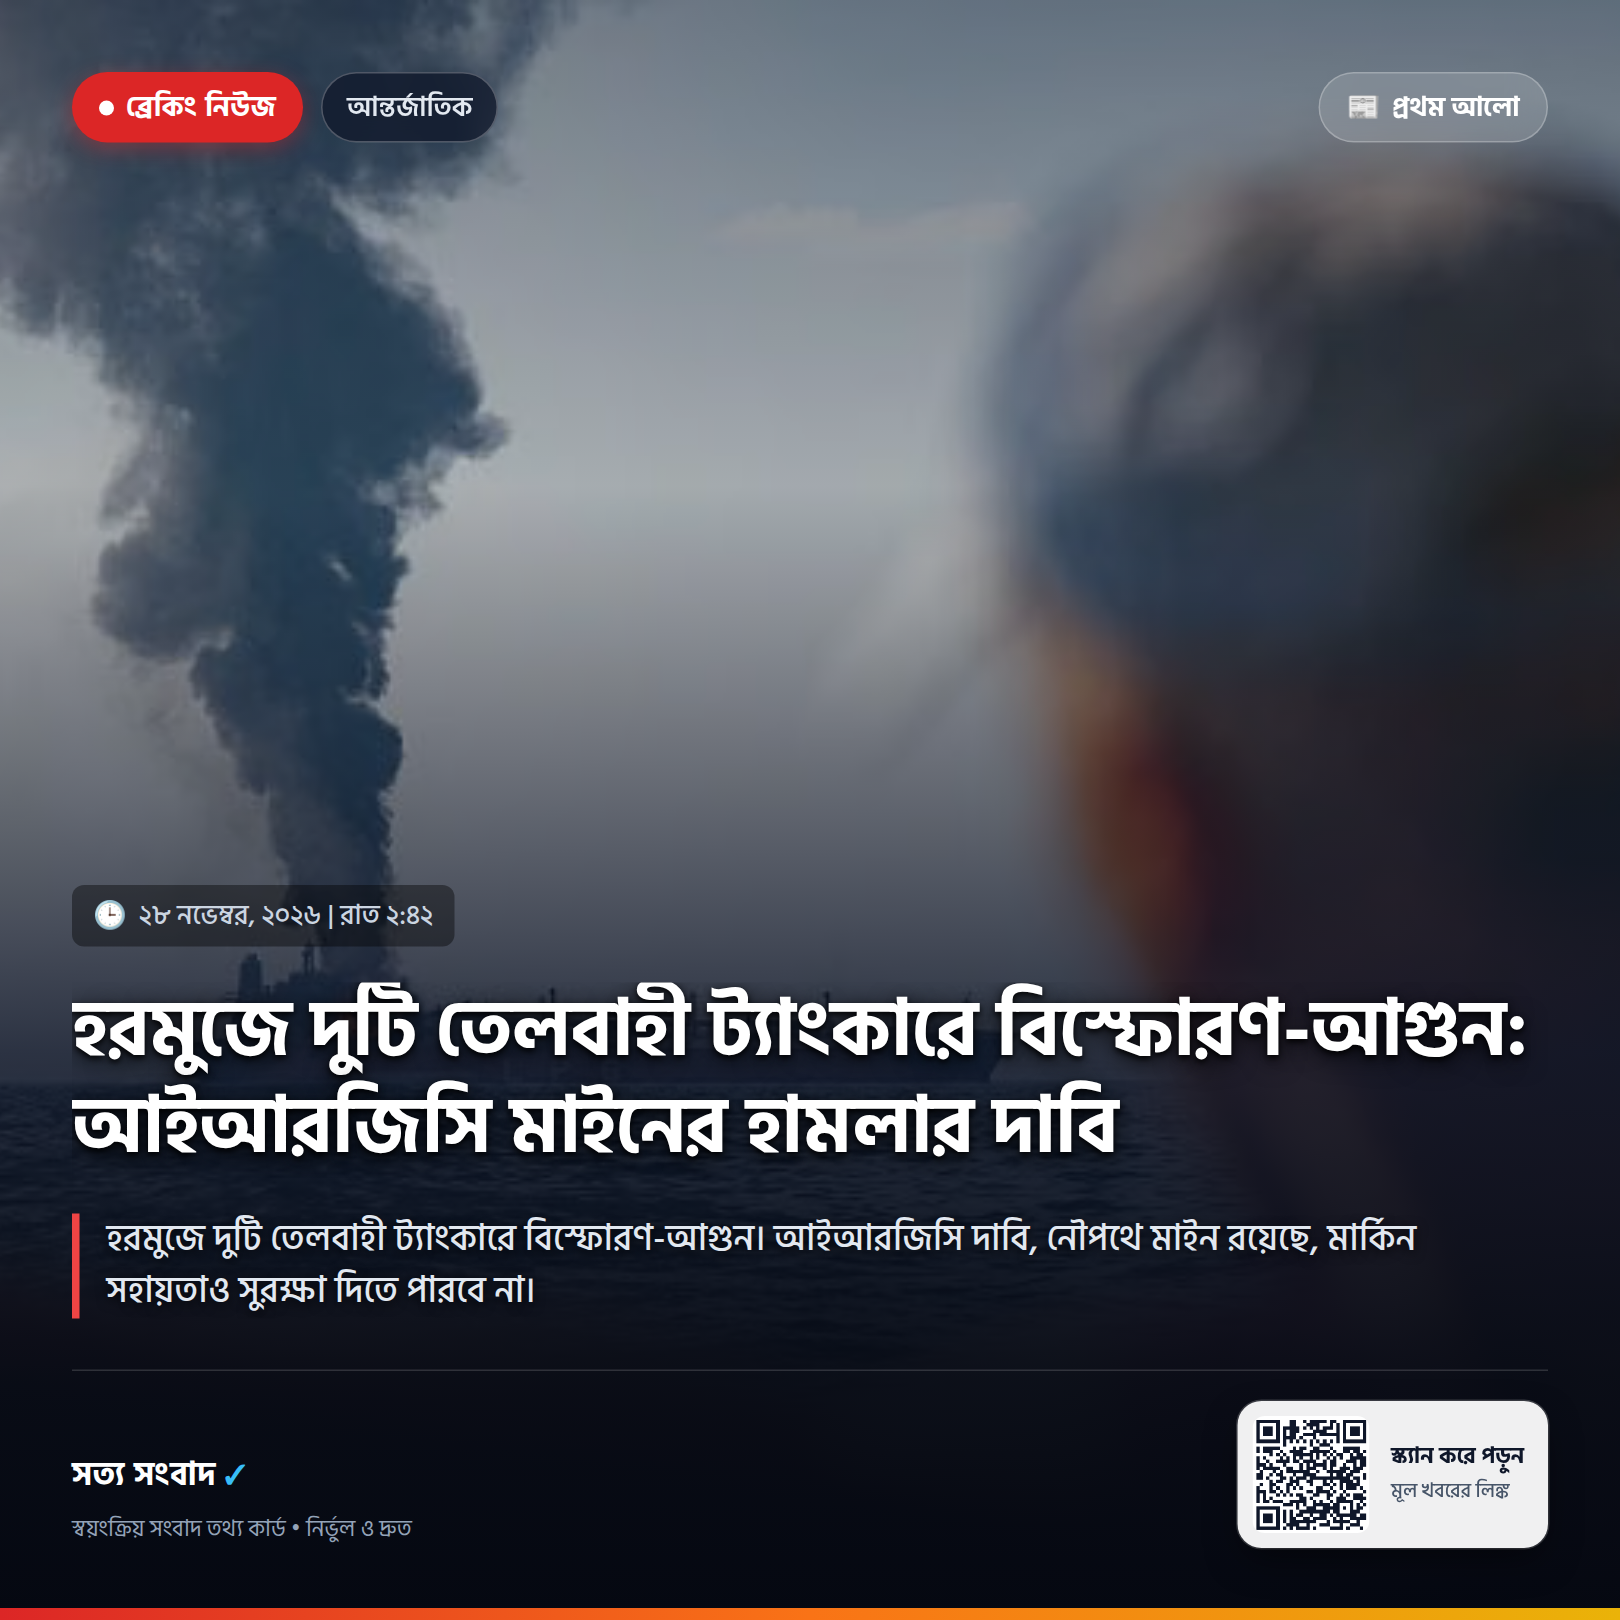 ব্রেকিং নিউজ
আন্তর্জাতিক
প্রথম আলো
২৮ নভেম্বর, ২০২৬ | রাত ২:৪২
হরমুজে দুটি তেলবাহী ট্যাংকারে বিস্ফোরণ-আগুন:
আইআরজিসি মাইনের হামলার দাবি
হরমুজে দুটি তেলবাহী ট্যাংকারে বিস্ফোরণ-আগুন। আইআরজিসি দাবি, নৌপথে মাইন রয়েছে, মার্কিন
সহায়তাও সুরক্ষা দিতে পারবে না।
সত্য সংবাদ ✓
স্বয়ংক্রিয় সংবাদ তথ্য কার্ড • নির্ভুল ও দ্রুত
স্ক্যান করে পড়ুন
মূল খবরের লিঙ্ক